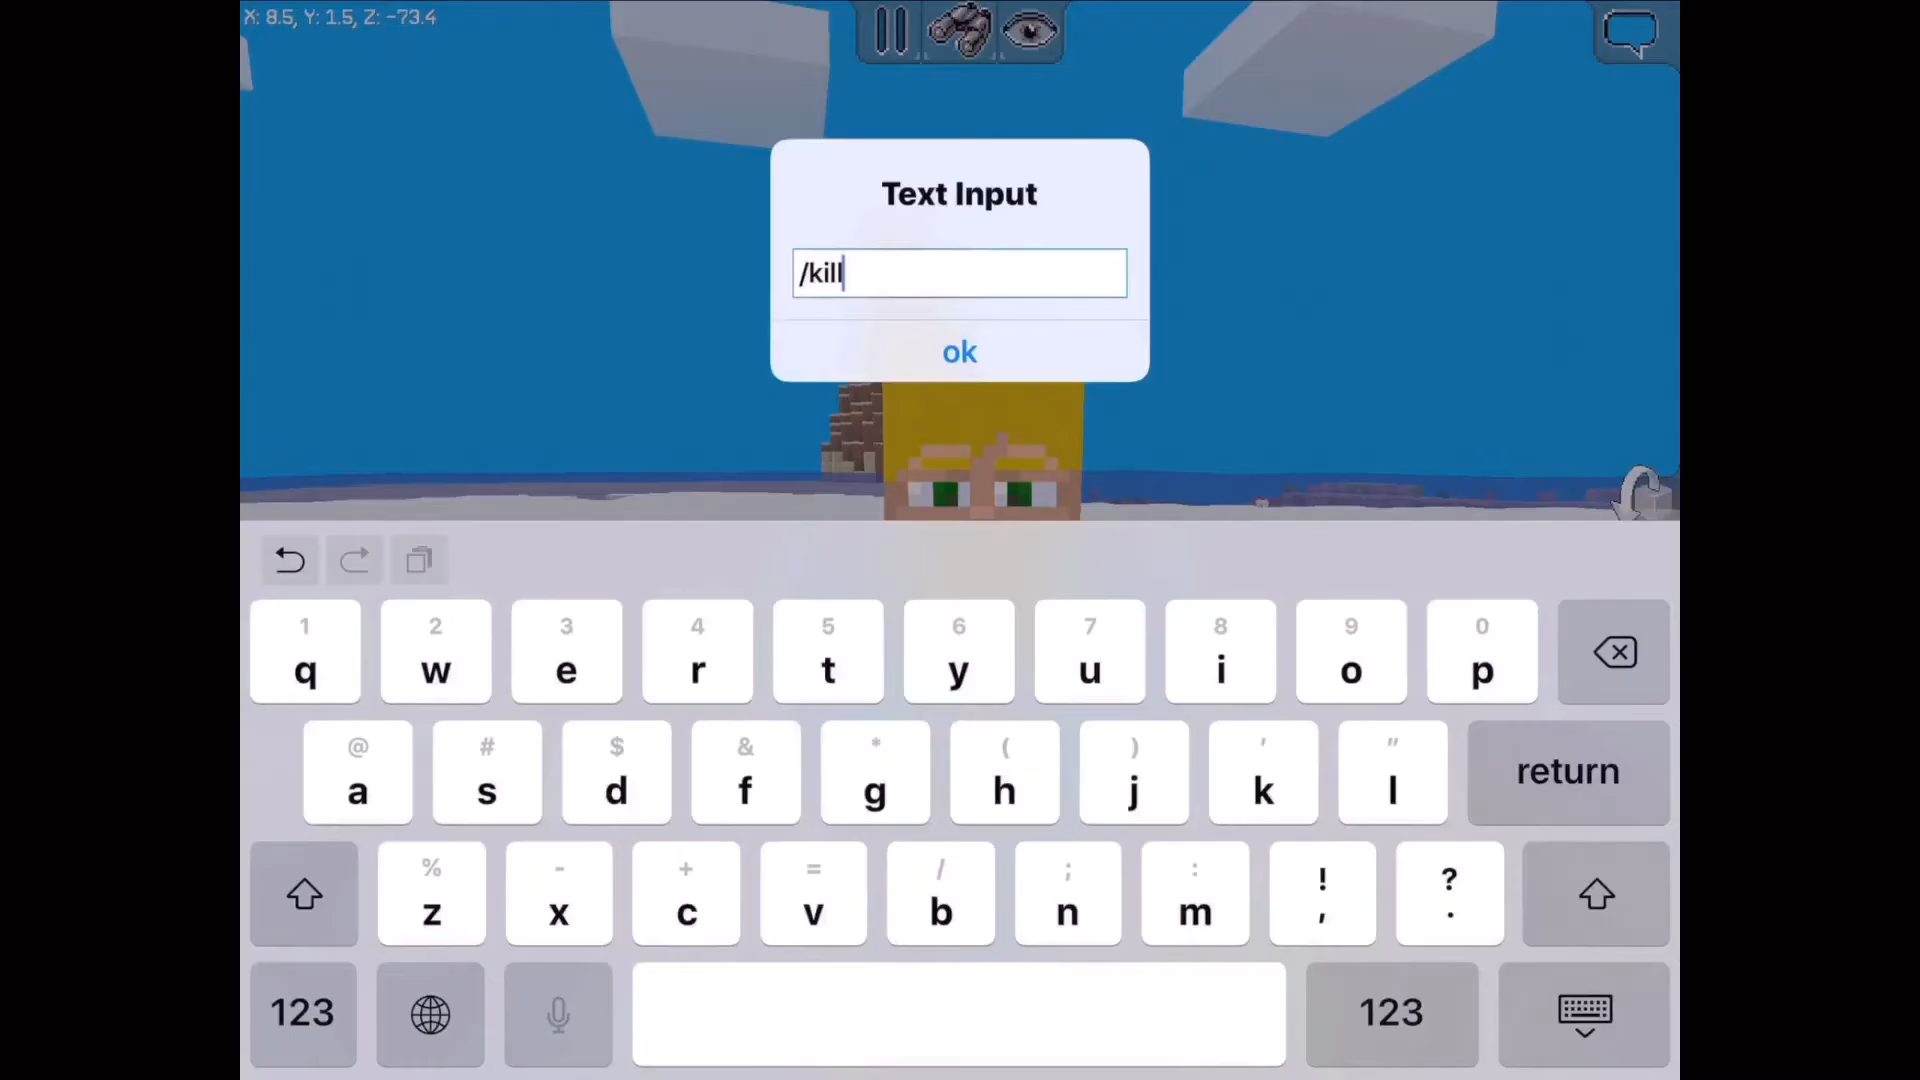 X: 8.5, Y: 1.5, Z: -73.4
Text Input
/kill
ok
1 2 3 4 5 6 7 8 9 0
q w e r t y u i o p
@ # $ & * ( ) ' "
a s d f g h j k l return
% - + = / ; : ! ?
z x c v b n m , .
123 123